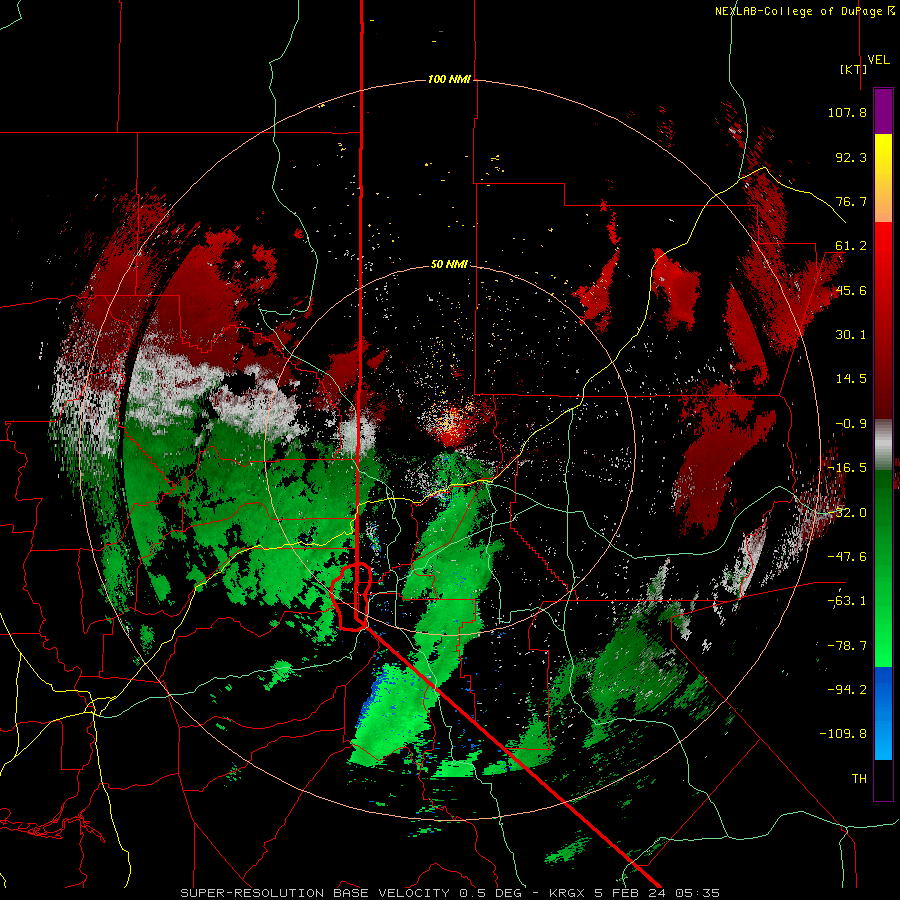 NEXLAB-College of DuPage
VEL
[KT]
107.8
92.3
76.7
61.2
45.6
30.1
14.5
-0.9
-16.5
-32.0
-47.6
-63.1
-78.7
-94.2
-109.8
TH
100 NMI
50 NMI
SUPER-RESOLUTION BASE VELOCITY 0.5 DEG - KRGX 5 FEB 24 05:35